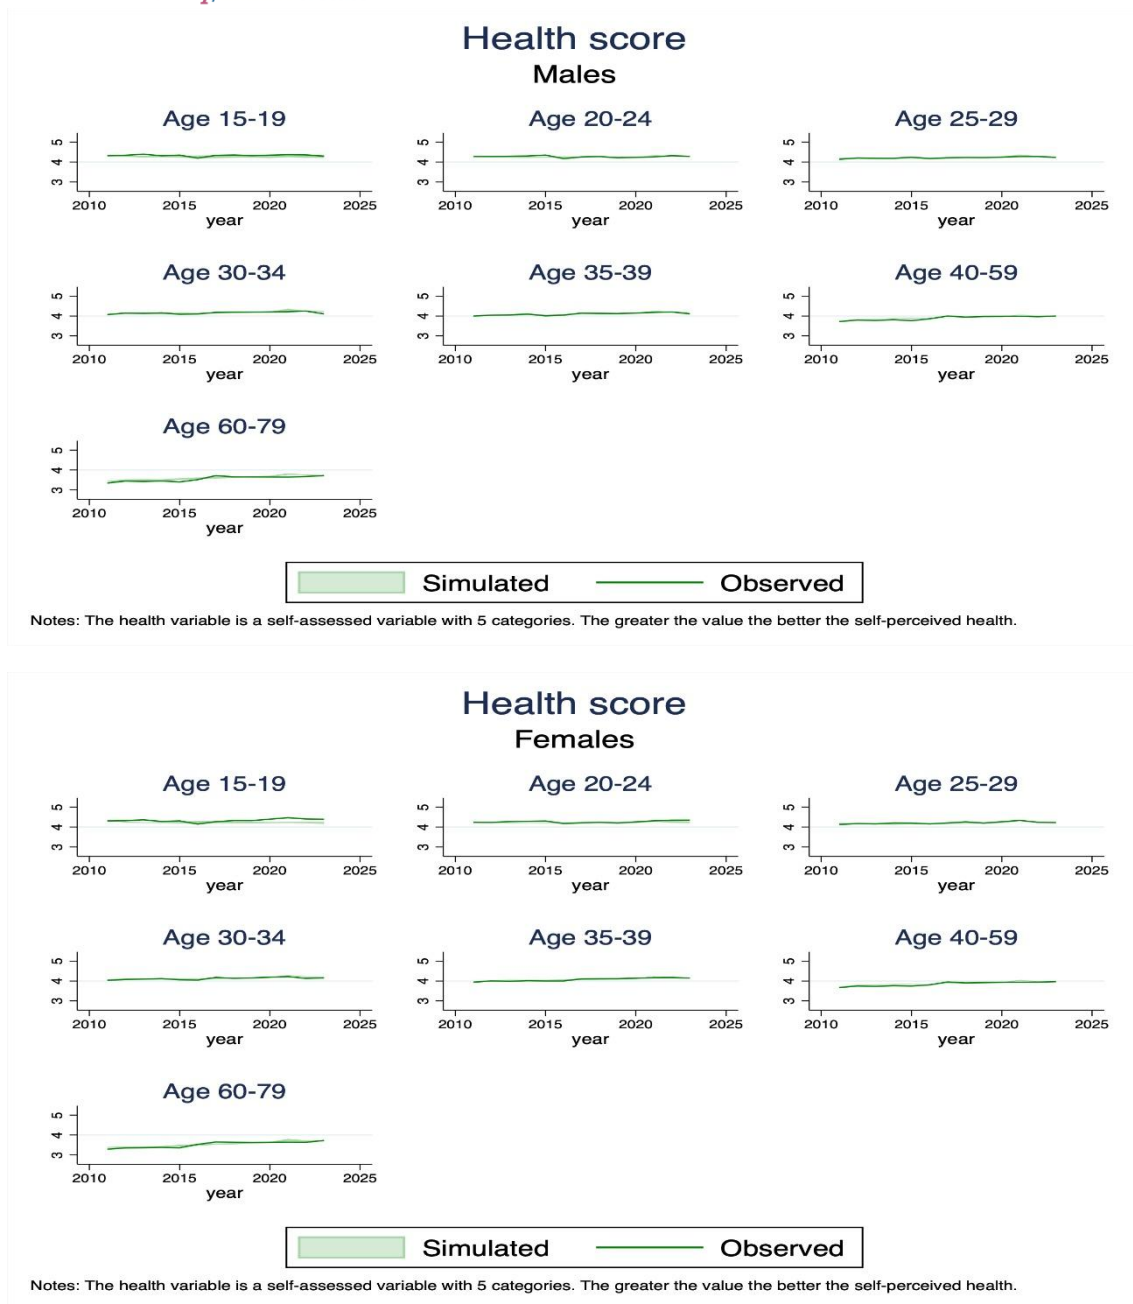 Health score
Males
Age 15-19 Age 20-24 Age 25-29
5 5 5
4 4 4
3 3 3
2010 2015 2020 2025 2010 2015 2020 2025 2010 2015 2020 2025
year year year
Age 30-34 Age 35-39 Age 40-59
5 5 5
4 4 4
3 3 3
2010 2015 2020 2025 2010 2015 2020 2025 2010 2015 2020 2025
year year year
Age 60-79
5
4
3
2010 2015 2020 2025
year
Simulated Observed
Notes: The health variable is a self-assessed variable with 5 categories. The greater the value the better the self-perceived health.
Health score
Females
Age 15-19 Age 20-24 Age 25-29
5 5 5
4 4 4
3 3 3
2010 2015 2020 2025 2010 2015 2020 2025 2010 2015 2020 2025
year year year
Age 30-34 Age 35-39 Age 40-59
5 5 5
4 4 4
3 3 3
2010 2015 2020 2025 2010 2015 2020 2025 2010 2015 2020 2025
year year year
Age 60-79
5
4
3
2010 2015 2020 2025
year
Simulated Observed
Notes: The health variable is a self-assessed variable with 5 categories. The greater the value the better the self-perceived health.